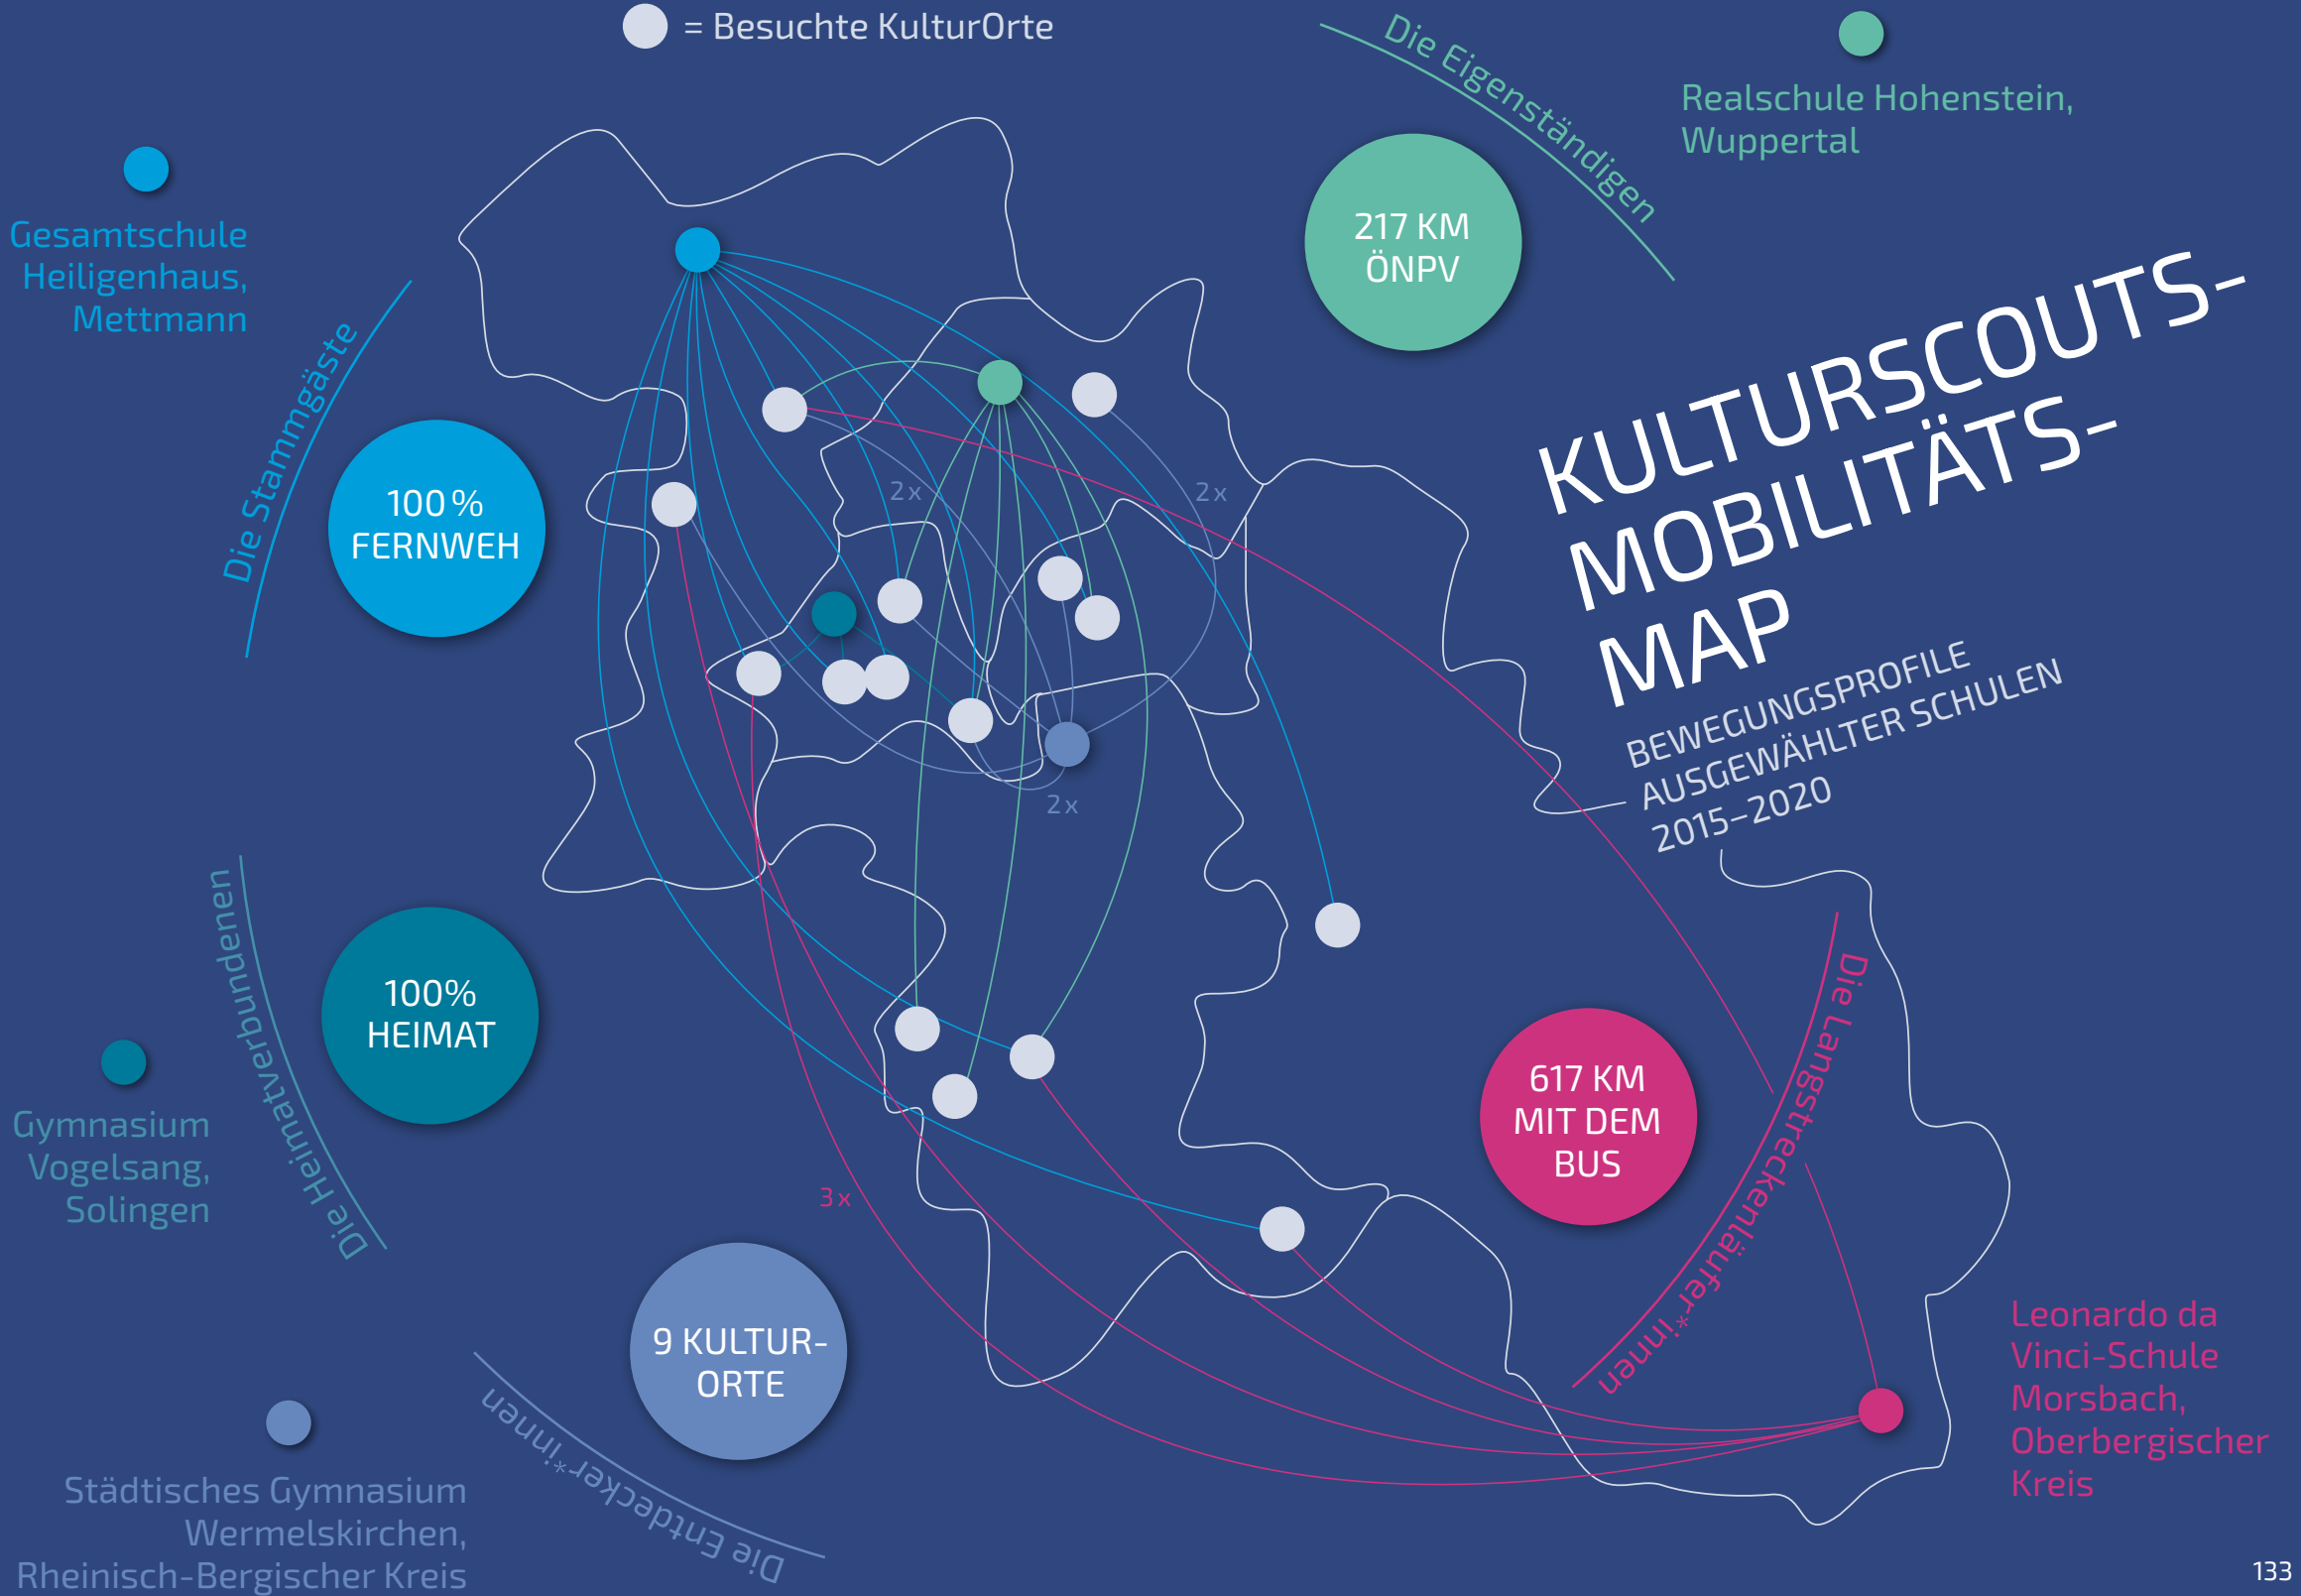 = Besuchte KulturOrte
Die Eigenständigen
Realschule Hohenstein,
Wuppertal
217 KM
ÖNPV
Gesamtschule
Heiligenhaus,
Mettmann
Die Stammgäste
100 %
FERNWEH
KULTURSCOUTS-
MOBILITÄTS-
MAP
BEWEGUNGSPROFILE
AUSGEWÄHLTER SCHULEN
2015–2020
2x
2x
2x
Die Heimatverbundenen
100%
HEIMAT
Gymnasium
Vogelsang,
Solingen
Die Langstreckenläufer*innen
617 KM
MIT DEM
BUS
3x
Leonardo da
Vinci-Schule
Morsbach,
Oberbergischer
Kreis
9 KULTUR-
ORTE
Die Entdecker*innen
Städtisches Gymnasium
Wermelskirchen,
Rheinisch-Bergischer Kreis
133